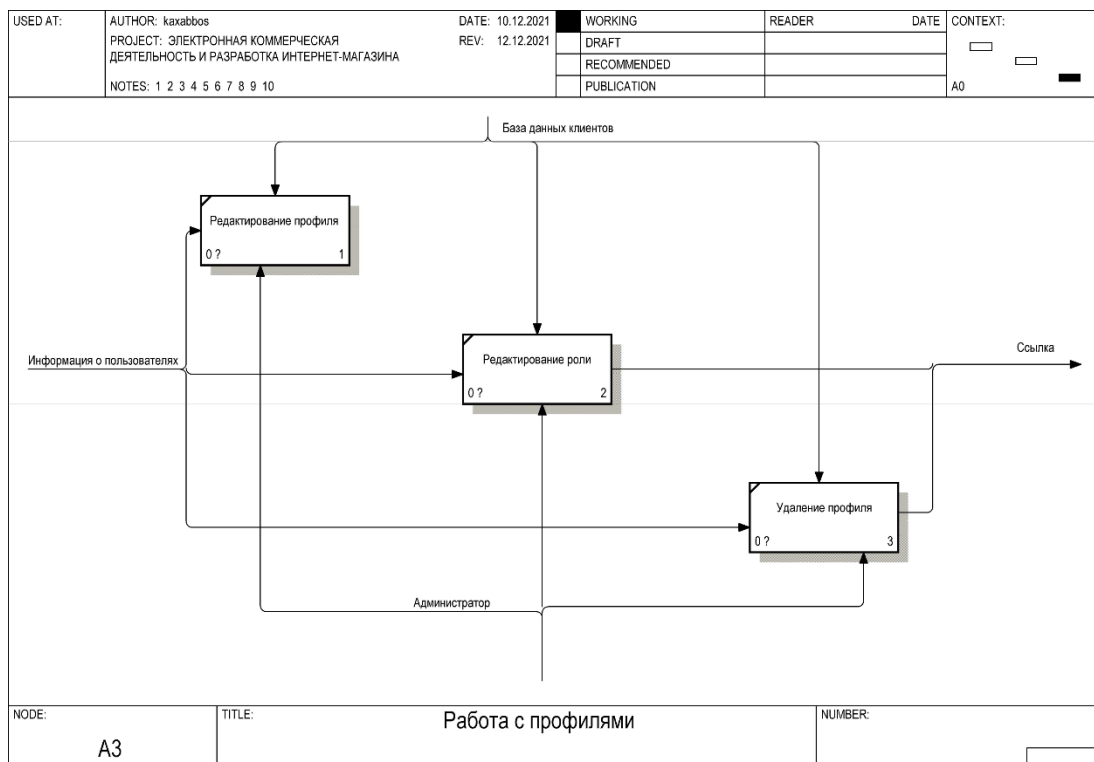 USED AT:
AUTHOR: kaxabbos
DATE: 10.12.2021
WORKING
READER
DATE
CONTEXT:
PROJECT: ЭЛЕКТРОННАЯ КОММЕРЧЕСКАЯ
ДЕЯТЕЛЬНОСТЬ И РАЗРАБОТКА ИНТЕРНЕТ-МАГАЗИНА
REV: 12.12.2021
DRAFT
RECOMMENDED
NOTES: 1 2 3 4 5 6 7 8 9 10
PUBLICATION
A0
База данных клиентов
Редактирование профиля
0 ?
1
Информация о пользователях
Редактирование роли
0 ?
2
Ссылка
Удаление профиля
0 ?
3
Администратор
NODE:
A3
TITLE:
Работа с профилями
NUMBER: